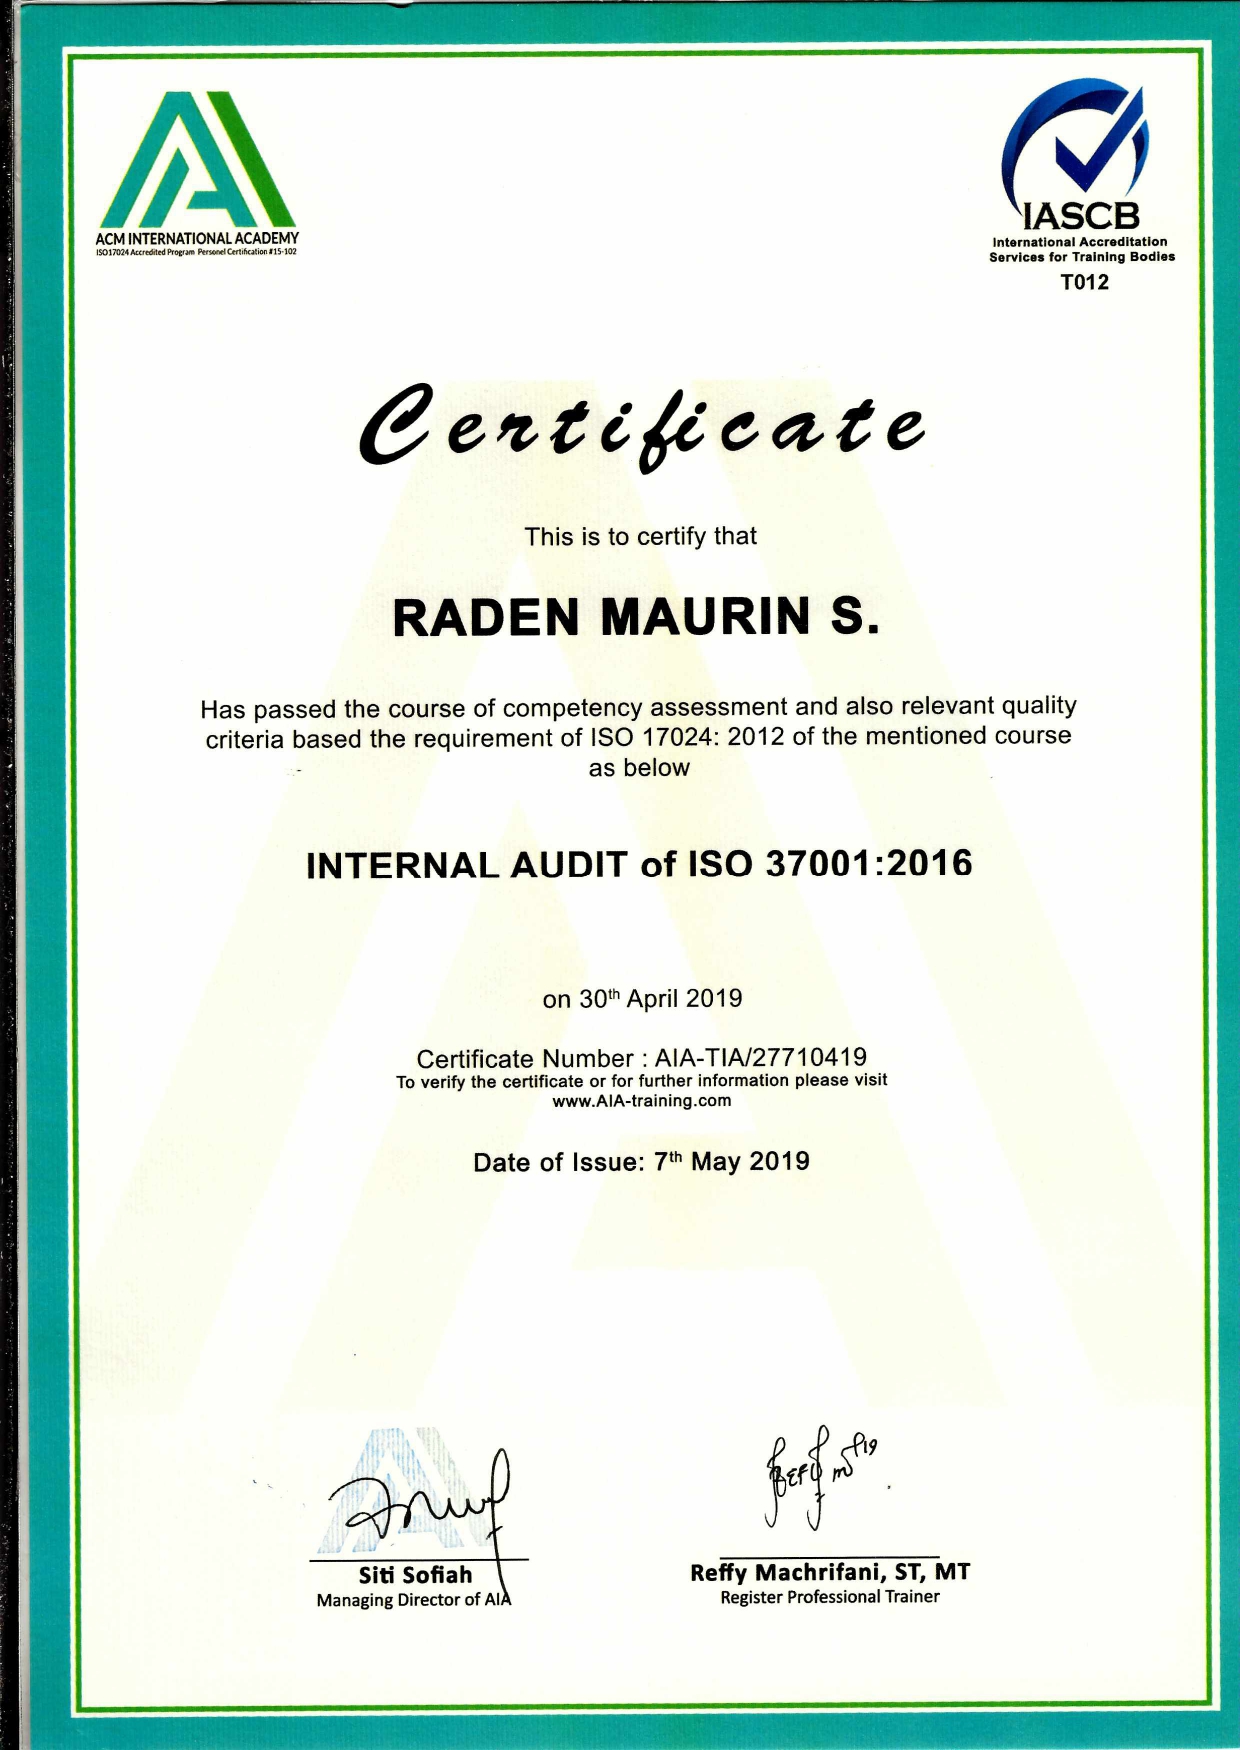 ACM INTERNATIONAL ACADEMY
ISO17024 Accredited Program Personel Certification #15-102
IASCB
International Accreditation
Services for Training Bodies
T012
Certificate
This is to certify that
RADEN MAURIN S.
Has passed the course of competency assessment and also relevant quality
criteria based the requirement of ISO 17024: 2012 of the mentioned course
as below
INTERNAL AUDIT of ISO 37001:2016
on 30th April 2019
Certificate Number : AIA-TIA/27710419
To verify the certificate or for further information please visit
www.AIA-training.com
Date of Issue: 7th May 2019
Siti Sofiah
Managing Director of AIA
Reffy Machrifani, ST, MT
Register Professional Trainer